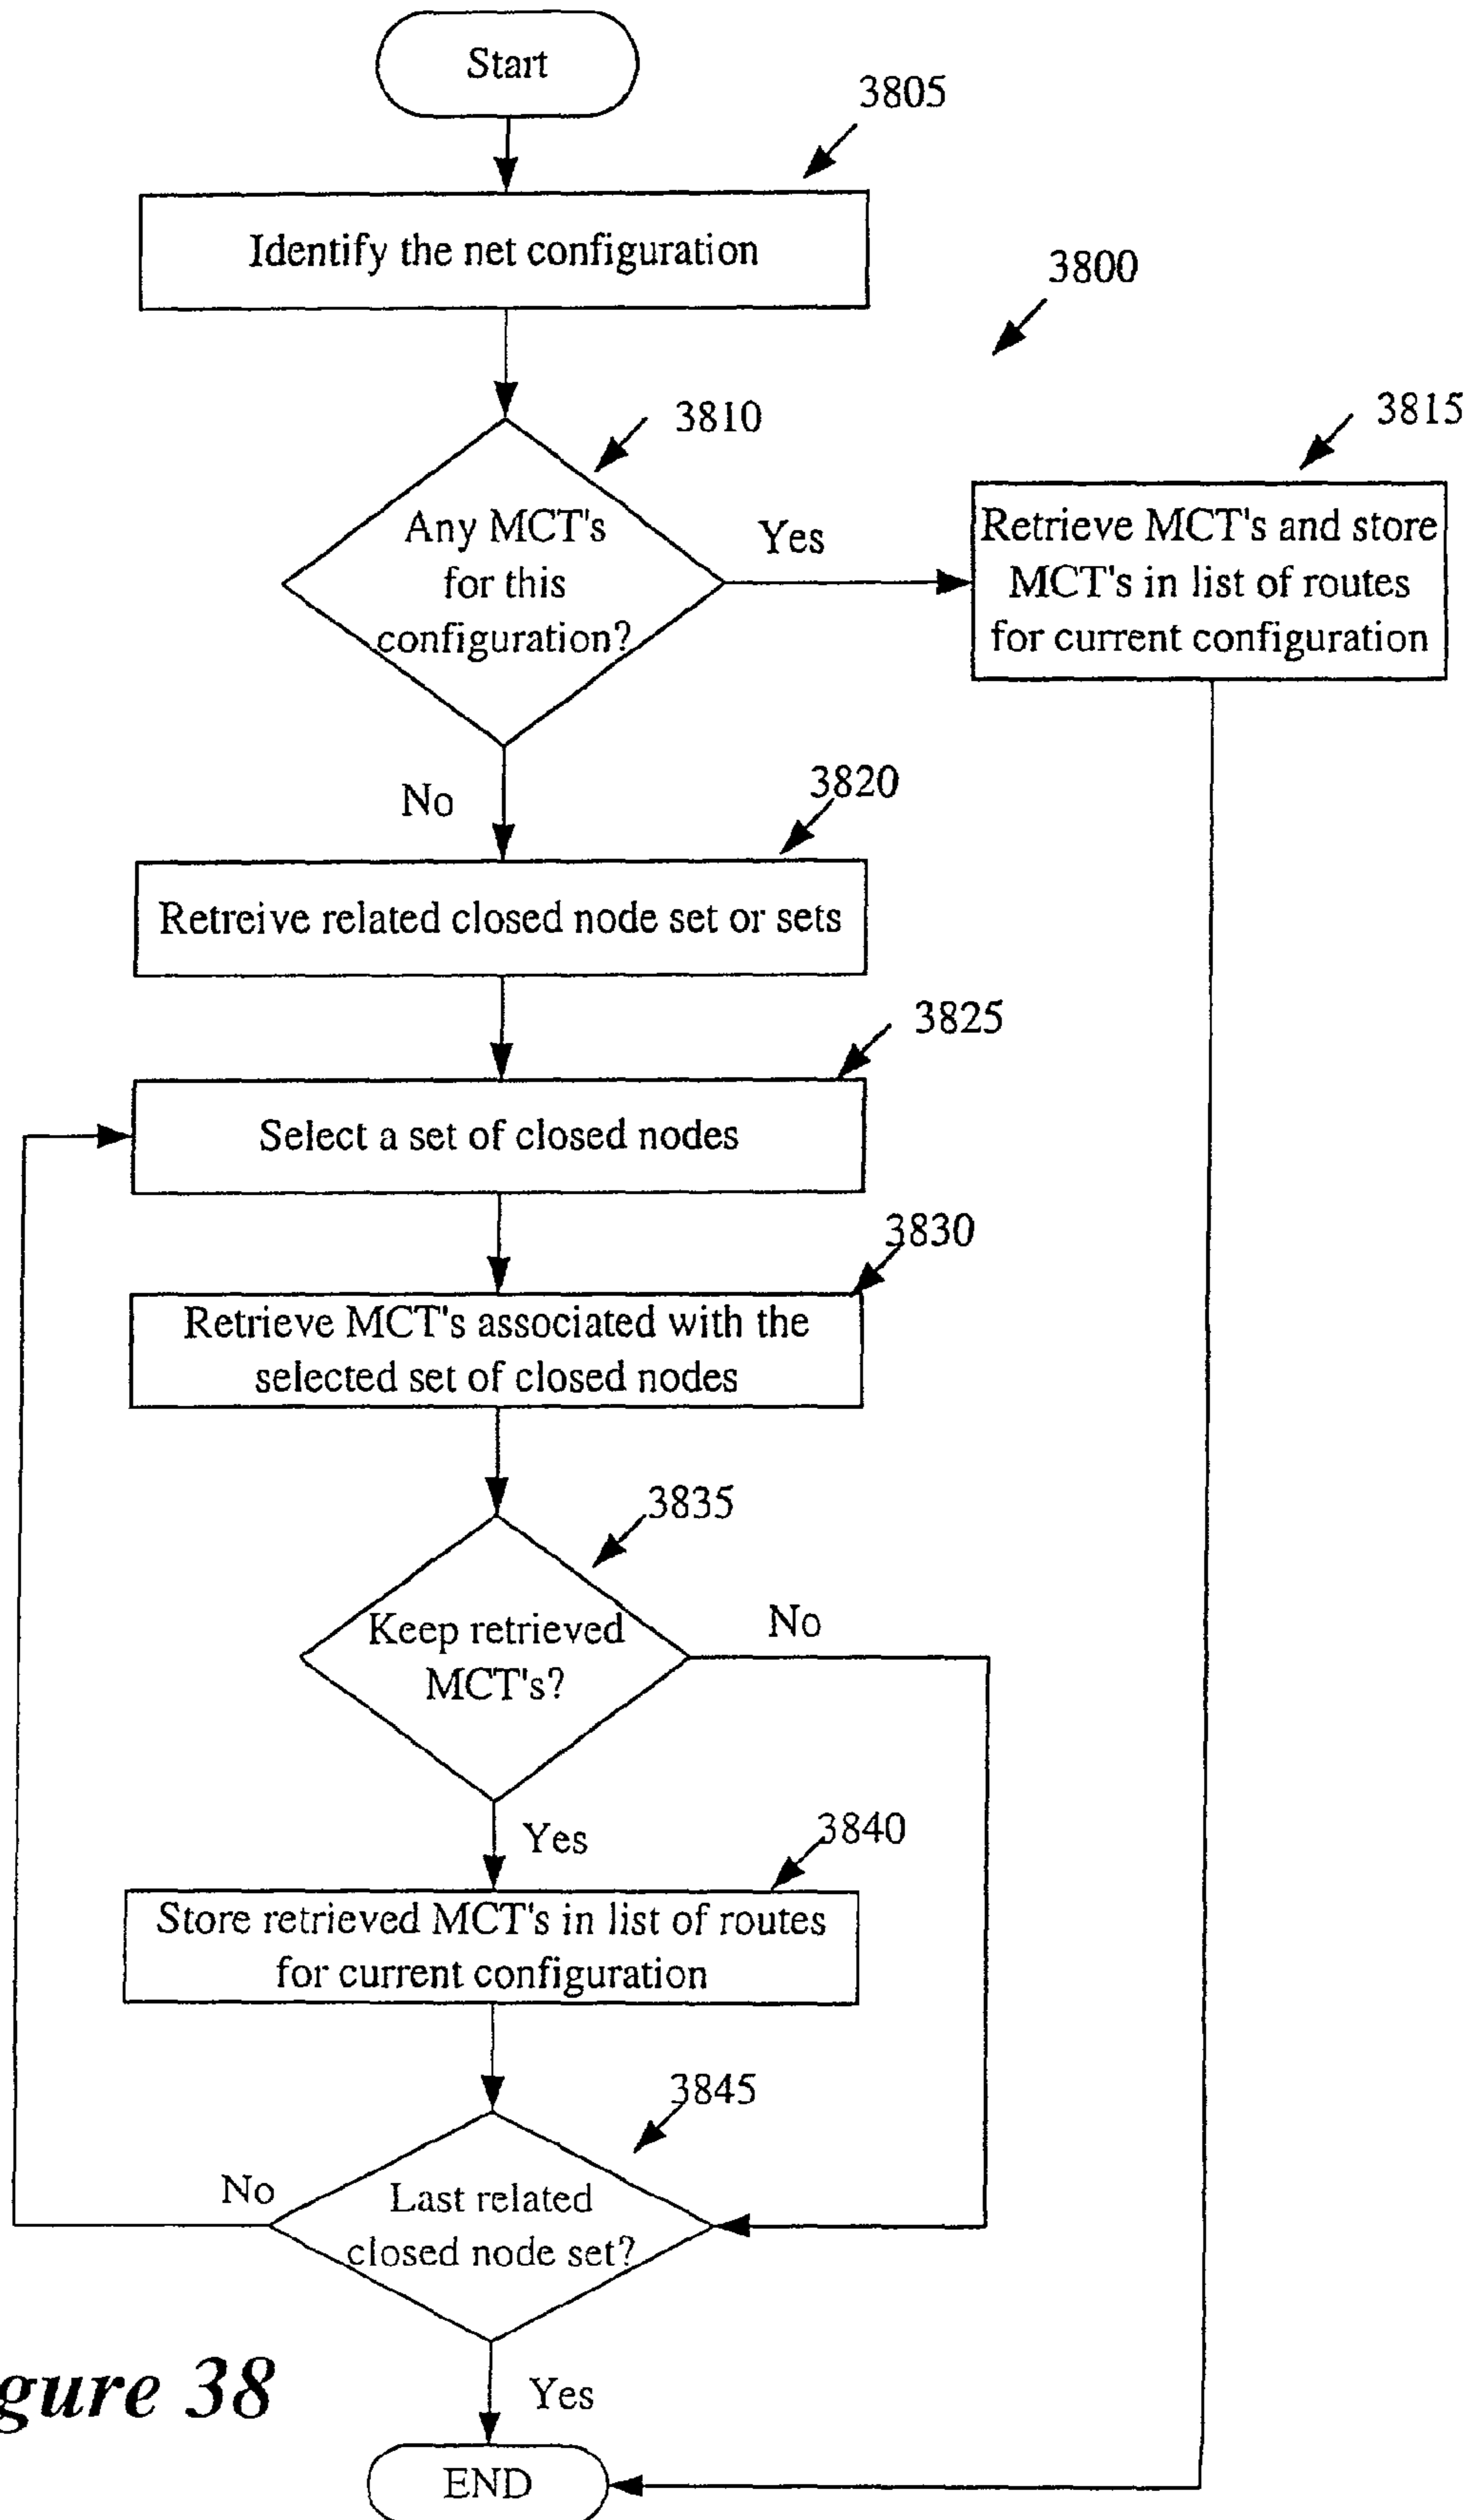 Start
3805
Identify the net configuration
3800
3810
3815
Any MCT's
for this
configuration?
Yes
Retrieve MCT's and store
MCT's in list of routes
for current configuration
No
3820
Retreive related closed node set or sets
3825
Select a set of closed nodes
3830
Retrieve MCT's associated with the
selected set of closed nodes
3835
Keep retrieved
MCT's?
No
Yes
3840
Store retrieved MCT's in list of routes
for current configuration
3845
No
Last related
closed node set?
Yes
gure 38
END